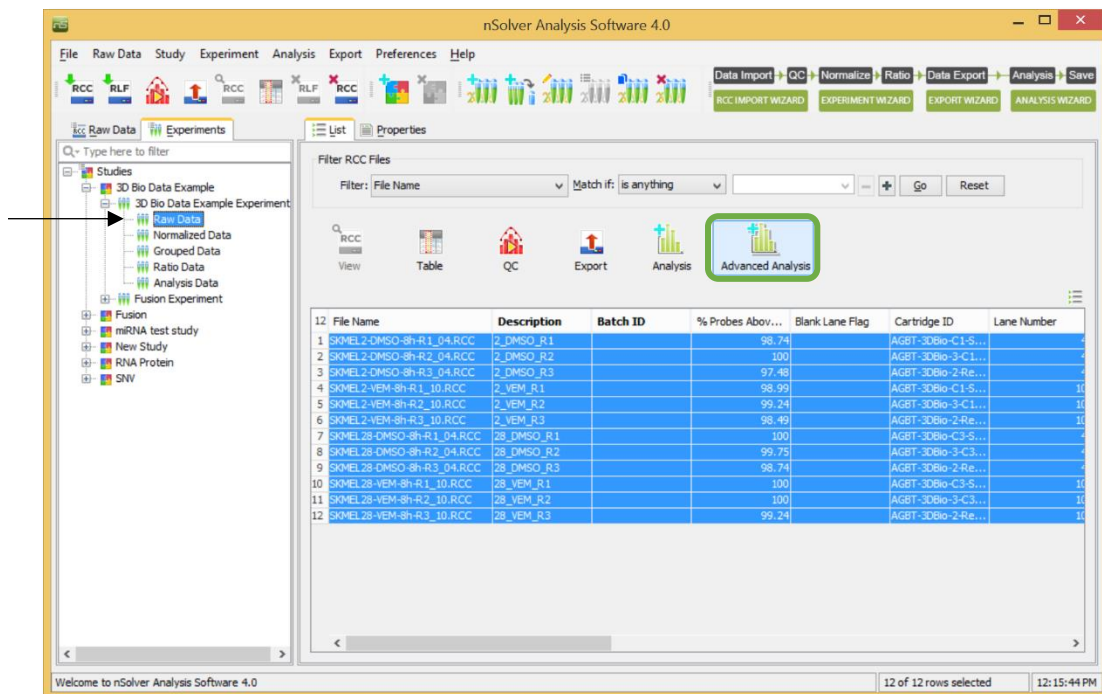 nS
nSolver Analysis Software 4.0
File Raw Data Study Experiment Analysis Export Preferences Help
RCC RLF RCC RLF RCC
Data Import QC Normalize Ratio Data Export Analysis Save
RCC IMPORT WIZARD EXPERIMENT WIZARD EXPORT WIZARD ANALYSIS WIZARD
Raw Data Experiments
List Properties
Type here to filter
Studies
3D Bio Data Example
3D Bio Data Example Experiment
Raw Data
Normalized Data
Grouped Data
Ratio Data
Analysis Data
Fusion Experiment
Fusion
miRNA test study
New Study
RNA Protein
SNV
Filter RCC Files
Filter: File Name Match if: is anything Go Reset
RCC
View Table QC Export Analysis Advanced Analysis
12 File Name Description Batch ID % Probes Abov... Blank Lane Flag Cartridge ID Lane Number
1 SKMEL2-DMSO-8h-R1_04.RCC 2_DMSO_R1 98.74 AGBT-3DBio-C1-S... 4
2 SKMEL2-DMSO-8h-R2_04.RCC 2_DMSO_R2 100 AGBT-3DBio-3-C1... 4
3 SKMEL2-DMSO-8h-R3_04.RCC 2_DMSO_R3 97.48 AGBT-3DBio-2-Re... 4
4 SKMEL2-VEM-8h-R1_10.RCC 2_VEM_R1 98.99 AGBT-3DBio-C1-S... 10
5 SKMEL2-VEM-8h-R2_10.RCC 2_VEM_R2 99.24 AGBT-3DBio-3-C1... 10
6 SKMEL2-VEM-8h-R3_10.RCC 2_VEM_R3 98.49 AGBT-3DBio-2-Re... 10
7 SKMEL28-DMSO-8h-R1_04.RCC 28_DMSO_R1 100 AGBT-3DBio-C3-S... 4
8 SKMEL28-DMSO-8h-R2_04.RCC 28_DMSO_R2 99.75 AGBT-3DBio-3-C3... 4
9 SKMEL28-DMSO-8h-R3_04.RCC 28_DMSO_R3 98.74 AGBT-3DBio-2-Re... 4
10 SKMEL28-VEM-8h-R1_10.RCC 28_VEM_R1 100 AGBT-3DBio-C3-S... 10
11 SKMEL28-VEM-8h-R2_10.RCC 28_VEM_R2 100 AGBT-3DBio-3-C3... 10
12 SKMEL28-VEM-8h-R3_10.RCC 28_VEM_R3 99.24 AGBT-3DBio-2-Re... 10
Welcome to nSolver Analysis Software 4.0 12 of 12 rows selected 12:15:44 PM